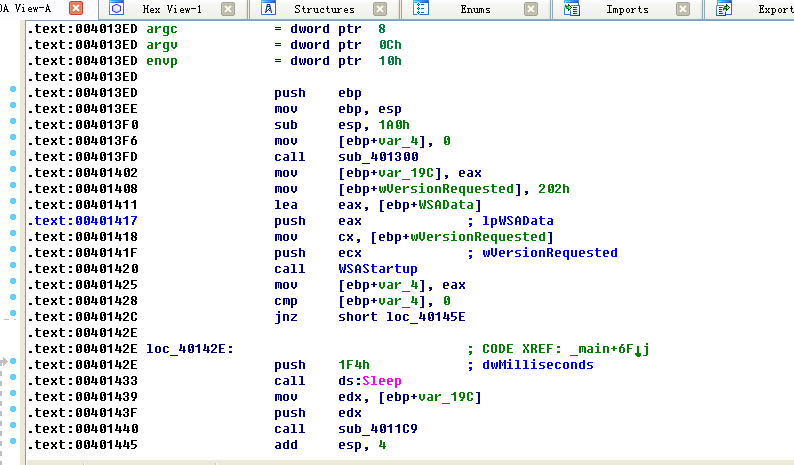 DA View-A Hex View-1 Structures Enums Imports Export
.text:004013ED argc = dword ptr 8
.text:004013ED argv = dword ptr 0Ch
.text:004013ED envp = dword ptr 10h
.text:004013ED
.text:004013ED push ebp
.text:004013EE mov ebp, esp
.text:004013F0 sub esp, 1A0h
.text:004013F6 mov [ebp+var_4], 0
.text:004013FD call sub_401300
.text:00401402 mov [ebp+var_19C], eax
.text:00401408 mov [ebp+wVersionRequested], 202h
.text:00401411 lea eax, [ebp+WSAData]
.text:00401417 push eax ; lpWSAData
.text:00401418 mov cx, [ebp+wVersionRequested]
.text:0040141F push ecx ; wVersionRequested
.text:00401420 call WSAStartup
.text:00401425 mov [ebp+var_4], eax
.text:00401428 cmp [ebp+var_4], 0
.text:0040142C jnz short loc_40145E
.text:0040142E
.text:0040142E loc_40142E: ; CODE XREF: _main+6F↓j
.text:0040142E push 1F4h ; dwMilliseconds
.text:00401433 call ds:Sleep
.text:00401439 mov edx, [ebp+var_19C]
.text:0040143F push edx
.text:00401440 call sub_4011C9
.text:00401445 add esp, 4